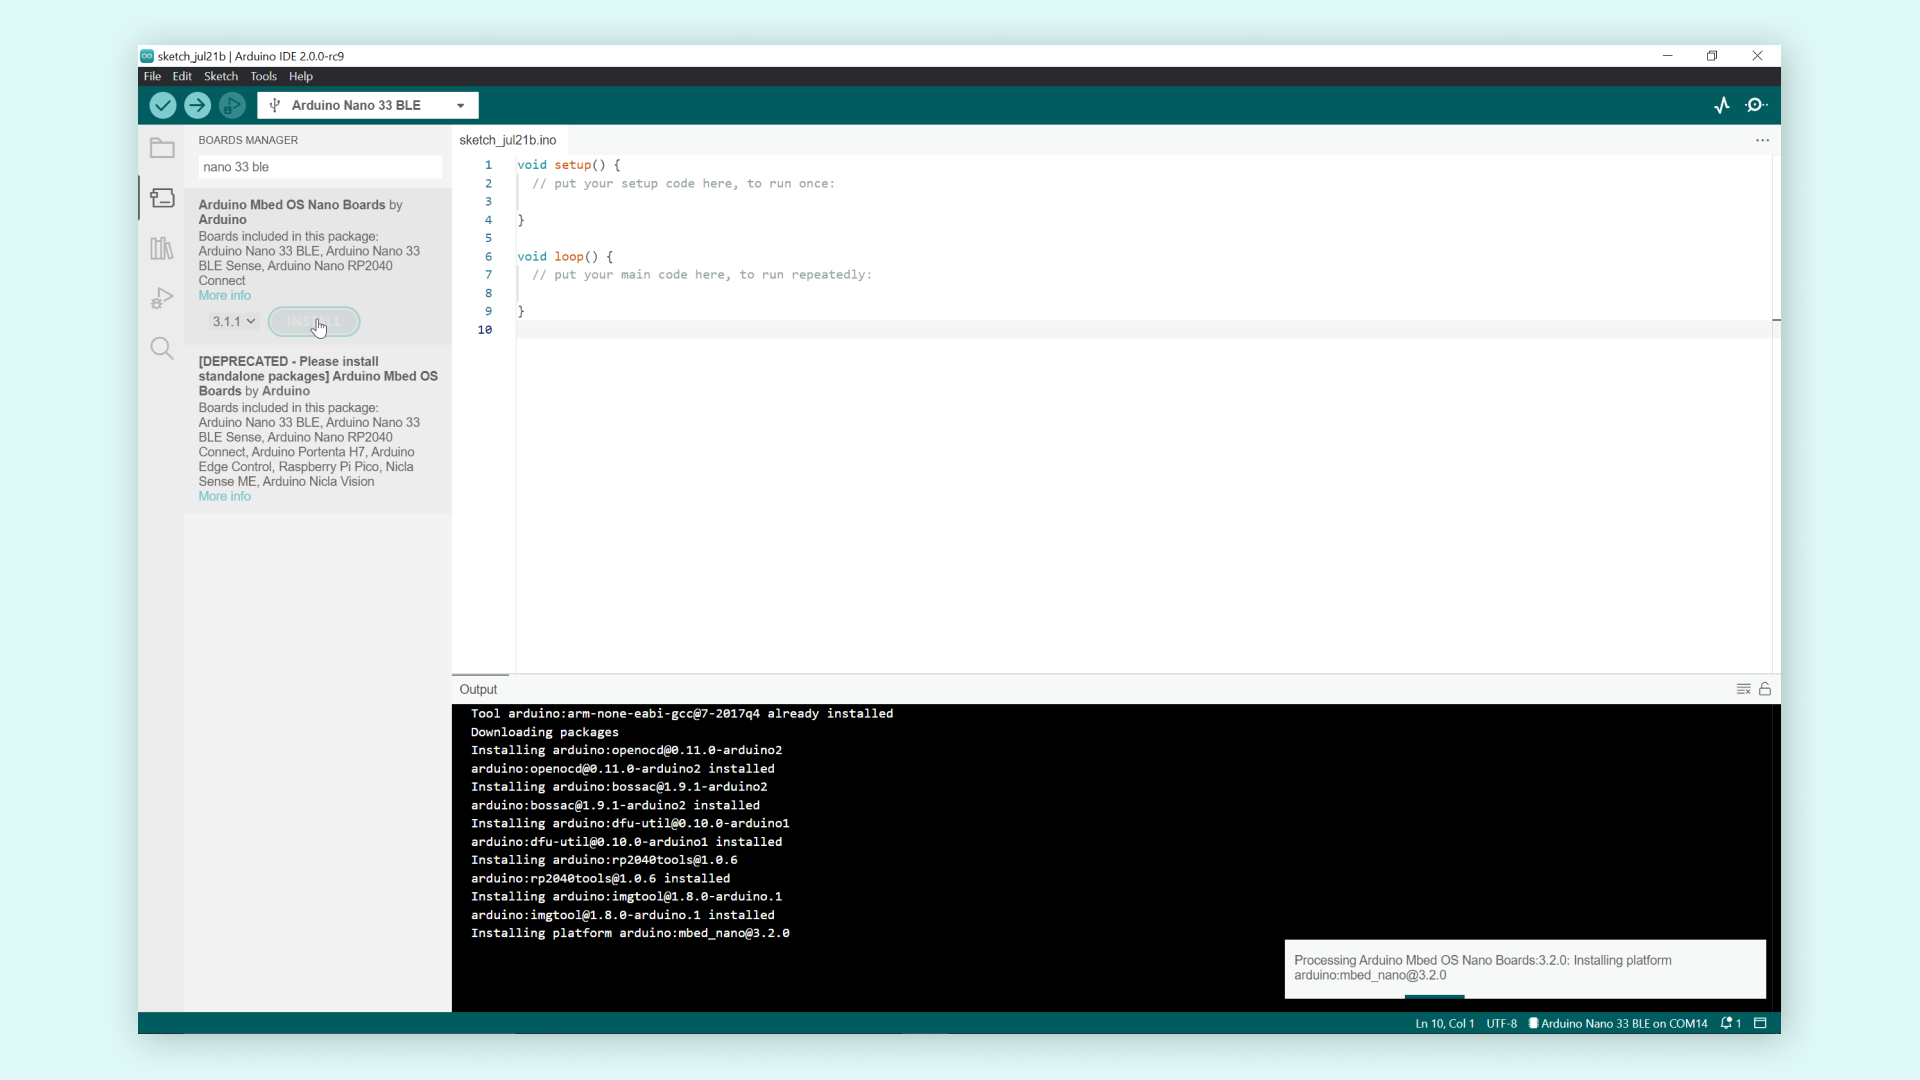 sketch_jul21b | Arduino IDE 2.0.0-rc9
File Edit Sketch Tools Help
Arduino Nano 33 BLE
BOARDS MANAGER
nano 33 ble
Arduino Mbed OS Nano Boards by
Arduino
Boards included in this package:
Arduino Nano 33 BLE, Arduino Nano 33
BLE Sense, Arduino Nano RP2040
Connect
More info
3.1.1 INSTALL
[DEPRECATED - Please install
standalone packages] Arduino Mbed OS
Boards by Arduino
Boards included in this package:
Arduino Nano 33 BLE, Arduino Nano 33
BLE Sense, Arduino Nano RP2040
Connect, Arduino Portenta H7, Arduino
Edge Control, Raspberry Pi Pico, Nicla
Sense ME, Arduino Nicla Vision
More info
sketch_jul21b.ino
1 void setup() {
2 // put your setup code here, to run once:
3
4 }
5
6 void loop() {
7 // put your main code here, to run repeatedly:
8
9 }
10
Output
Tool arduino:arm-none-eabi-gcc@7-2017q4 already installed
Downloading packages
Installing arduino:openocd@0.11.0-arduino2
arduino:openocd@0.11.0-arduino2 installed
Installing arduino:bossac@1.9.1-arduino2
arduino:bossac@1.9.1-arduino2 installed
Installing arduino:dfu-util@0.10.0-arduino1
arduino:dfu-util@0.10.0-arduino1 installed
Installing arduino:rp2040tools@1.0.6
arduino:rp2040tools@1.0.6 installed
Installing arduino:imgtool@1.8.0-arduino.1
arduino:imgtool@1.8.0-arduino.1 installed
Installing platform arduino:mbed_nano@3.2.0
Processing Arduino Mbed OS Nano Boards:3.2.0: Installing platform
arduino:mbed_nano@3.2.0
Ln 10, Col 1 UTF-8 Arduino Nano 33 BLE on COM14 1